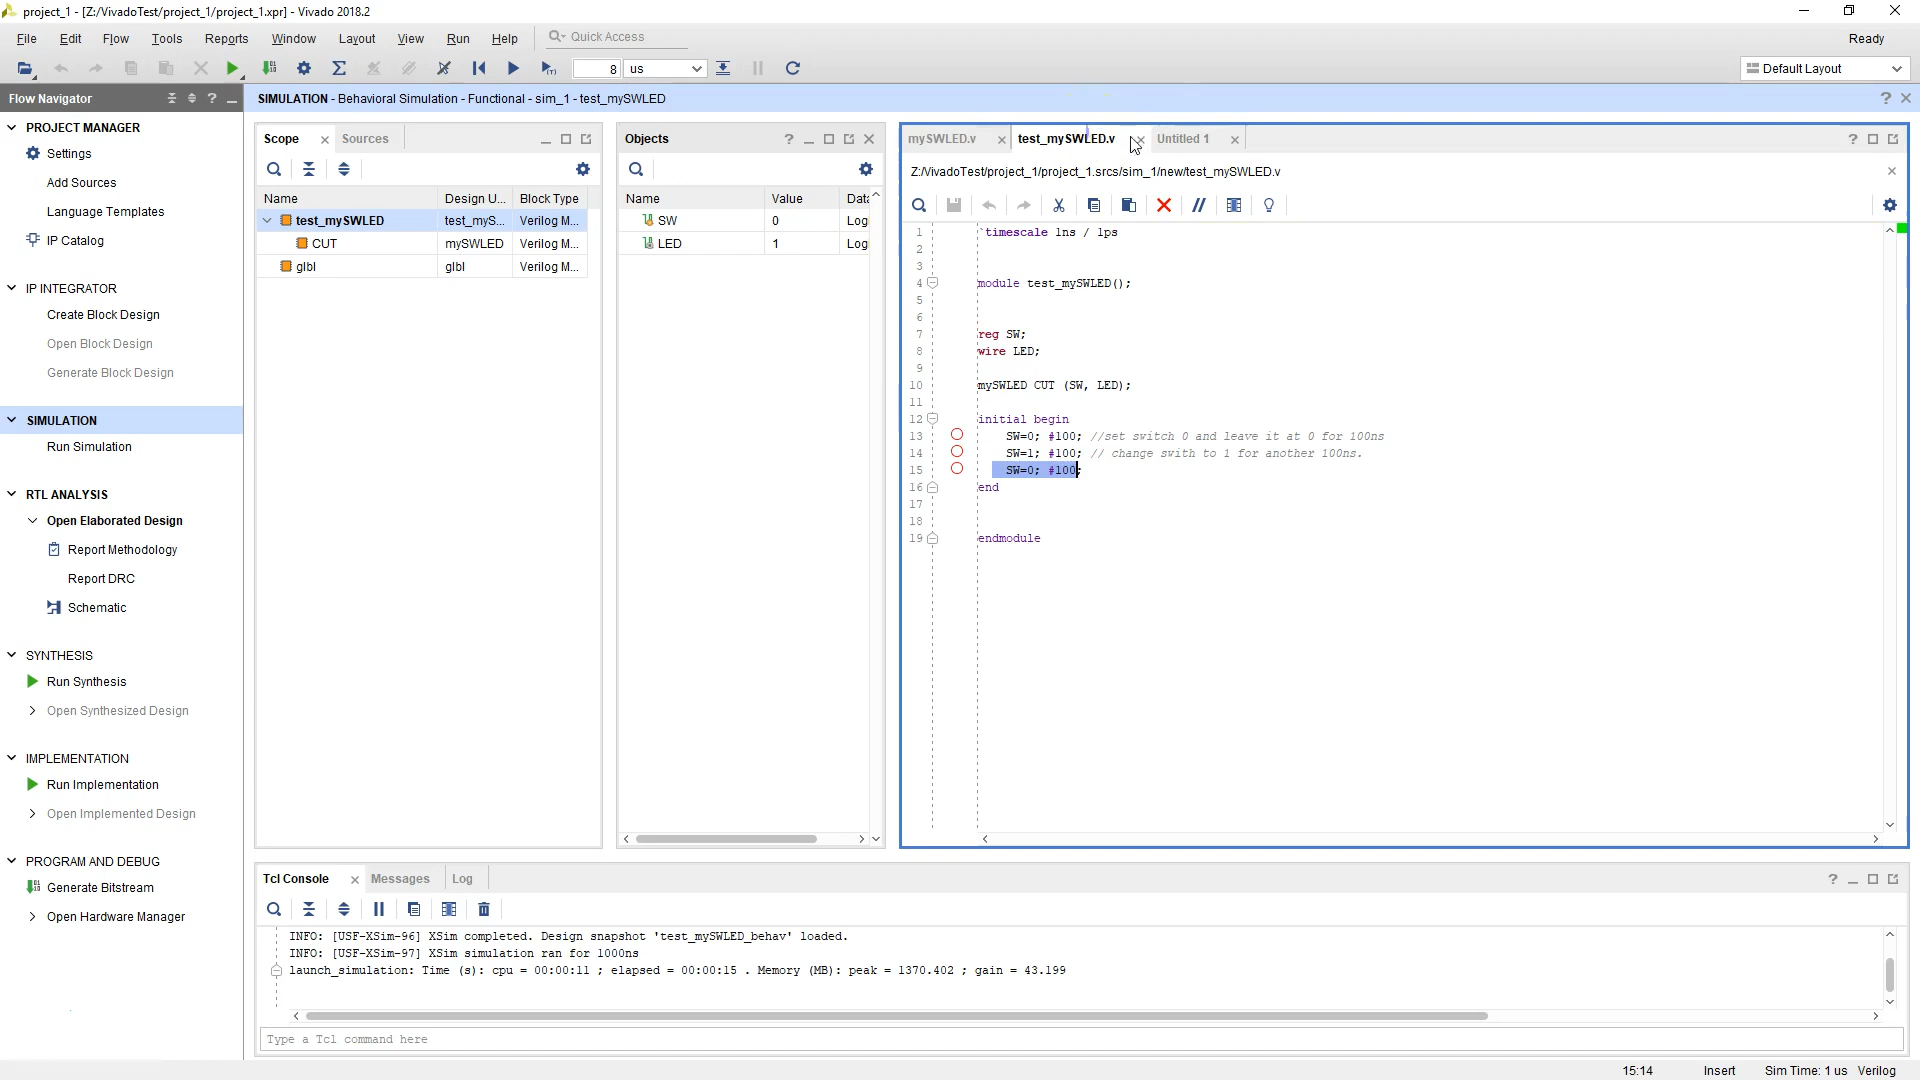 project_1 - [Z:/VivadoTest/project_1/project_1.xpr] - Vivado 2018.2
File Edit Flow Tools Reports Window Layout View Run Help Quick Access Ready
8 us Default Layout
Flow Navigator
PROJECT MANAGER
Settings
Add Sources
Language Templates
IP Catalog
IP INTEGRATOR
Create Block Design
Open Block Design
Generate Block Design
SIMULATION
Run Simulation
RTL ANALYSIS
Open Elaborated Design
Report Methodology
Report DRC
Schematic
SYNTHESIS
Run Synthesis
Open Synthesized Design
IMPLEMENTATION
Run Implementation
Open Implemented Design
PROGRAM AND DEBUG
Generate Bitstream
Open Hardware Manager
SIMULATION - Behavioral Simulation - Functional - sim_1 - test_mySWLED
Scope Sources
Name Design U... Block Type
test_mySWLED test_myS... Verilog M...
CUT mySWLED Verilog M...
glbl glbl Verilog M...
Objects
Name Value Data
SW 0 Log
LED 1 Log
mySWLED.v test_mySWLED.v Untitled 1
Z:/VivadoTest/project_1/project_1.srcs/sim_1/new/test_mySWLED.v
1 `timescale 1ns / 1ps
2
3
4 module test_mySWLED();
5
6
7 reg SW;
8 wire LED;
9
10 mySWLED CUT (SW, LED);
11
12 initial begin
13 SW=0; #100; //set switch 0 and leave it at 0 for 100ns
14 SW=1; #100; // change swith to 1 for another 100ns.
15 SW=0; #100;
16 end
17
18
19 endmodule
Tcl Console Messages Log
INFO: [USF-XSim-96] XSim completed. Design snapshot 'test_mySWLED_behav' loaded.
INFO: [USF-XSim-97] XSim simulation ran for 1000ns
launch_simulation: Time (s): cpu = 00:00:11 ; elapsed = 00:00:15 . Memory (MB): peak = 1370.402 ; gain = 43.199
Type a Tcl command here
15:14 Insert Sim Time: 1 us Verilog